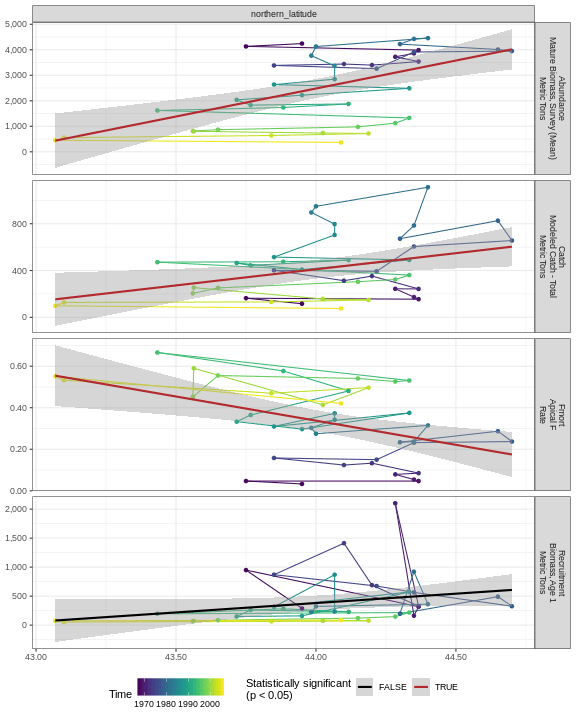 northern_latitude
5,000
4,000
3,000
2,000
1,000
0
Abundance
Mature Biomass, Survey (Mean)
Metric Tons
800
400
0
Catch
Modelled Catch - Total
Metric Tons
0.60
0.40
0.20
0.00
Fmort
Apical F
Rate
2,000
1,500
1,000
500
0
Recruitment
Biomass, Age 1
Metric Tons
43.00 43.50 44.00 44.50
Time
1970 1980 1990 2000
Statistically significant
(p < 0.05)
FALSE
TRUE